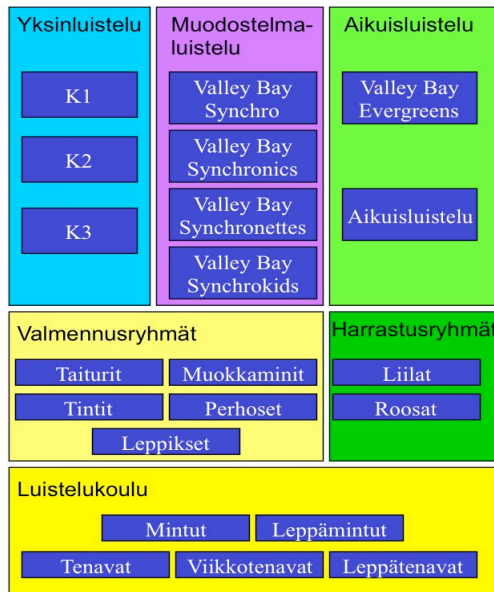 Yksinluistelu
K1
K2
K3
Muodostelma-
luistelu
Valley Bay
Synchro
Valley Bay
Synchronics
Valley Bay
Synchronettes
Valley Bay
Synchrokids
Aikuisluistelu
Valley Bay
Evergreens
Aikuisluistelu
Valmennusryhmät
Taiturit
Muokkaminit
Tintit
Perhoset
Leppikset
Harrastusryhmät
Liilat
Roosat
Luistelukoulu
Mintut
Leppämintut
Tenavat
Viikkotenavat
Leppätenavat